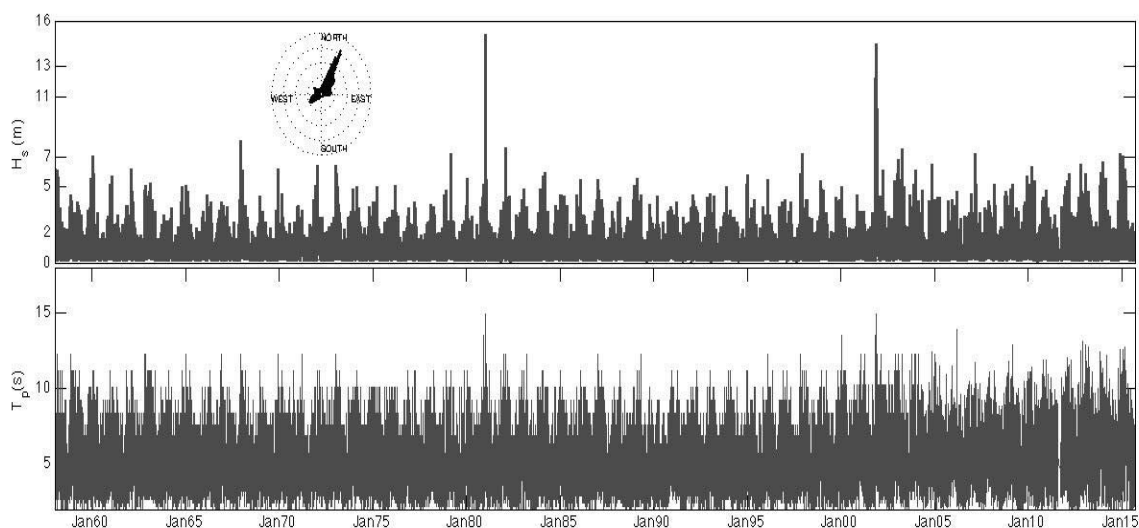 16
13
11
7
5
2
0
H_s (m)
NORTH
WEST EAST
SOUTH
15
10
5
T_p(s)
Jan60 Jan65 Jan70 Jan75 Jan80 Jan85 Jan90 Jan95 Jan00 Jan05 Jan10 Jan15